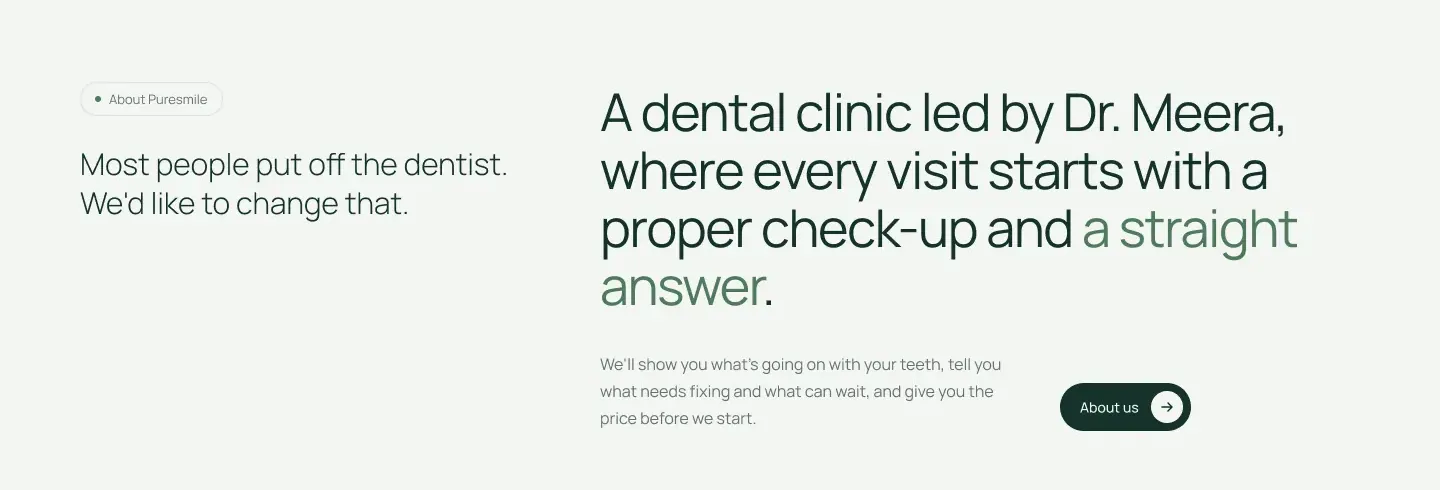 About Puresmile
Most people put off the dentist.
We'd like to change that.
A dental clinic led by Dr. Meera,
where every visit starts with a
proper check-up and a straight
answer.
We'll show you what's going on with your teeth, tell you
what needs fixing and what can wait, and give you the
price before we start.
About us